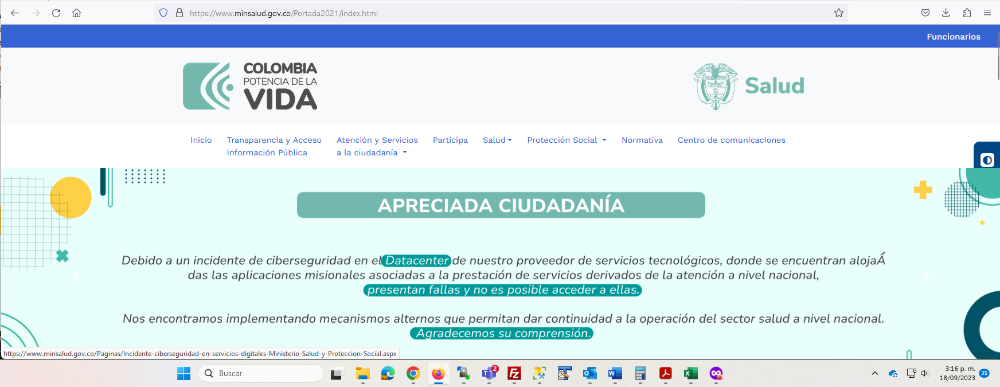 https://www.minsalud.gov.co/Portada2021/index.html
Funcionarios
COLOMBIA
POTENCIA DE LA
VIDA
Salud
Inicio
Transparencia y Acceso
Información Pública
Atención y Servicios
a la ciudadanía
Participa
Salud
Protección Social
Normativa
Centro de comunicaciones
APRECIADA CIUDADANÍA
Debido a un incidente de ciberseguridad en el Datacenter de nuestro proveedor de servicios tecnológicos, donde se encuentran alojaÂ
das las aplicaciones misionales asociadas a la prestación de servicios derivados de la atención a nivel nacional,
presentan fallas y no es posible acceder a ellas.
Nos encontramos implementando mecanismos alternos que permitan dar continuidad a la operación del sector salud a nivel nacional.
Agradecemos su comprensión.
https://www.minsalud.gov.co/Paginas/Incidente-ciberseguridad-en-servicios-digitales-Ministerio-Salud-y-Proteccion-Social.aspx
Buscar
2
3:16 p. m.
18/09/2023
35